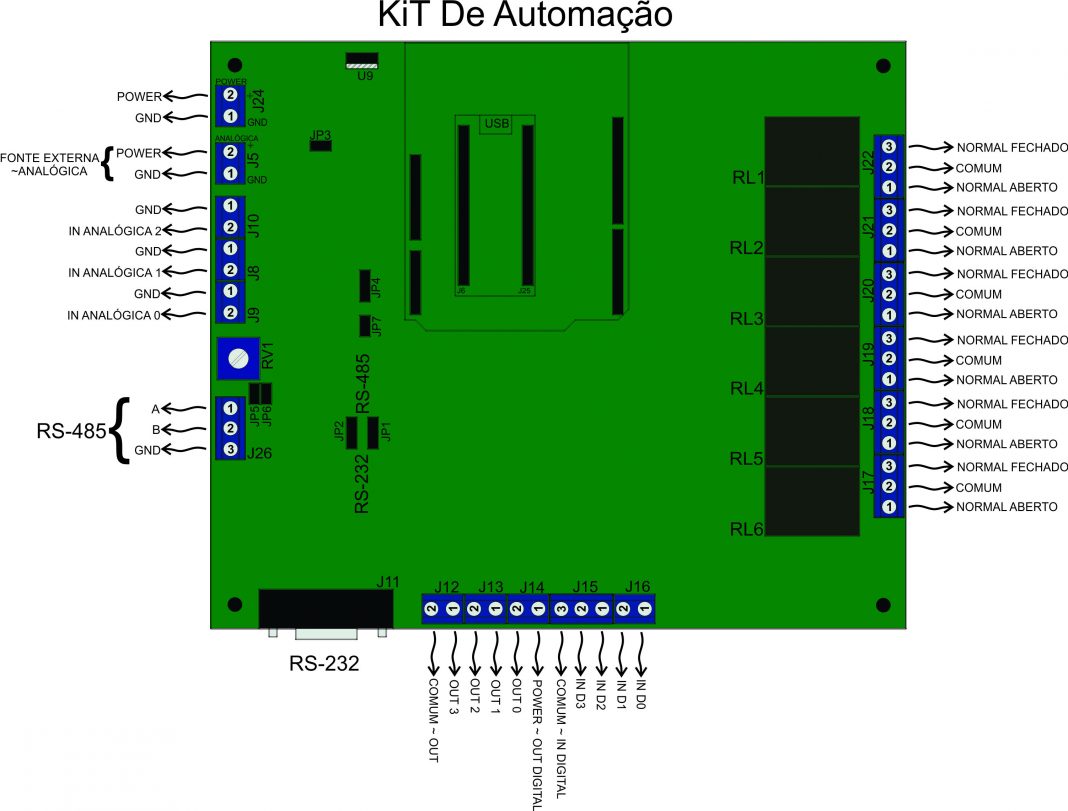 KiT De Automação
U9
POWER
POWER
2
+
J24
GND
1
GND
JP3
ANALÓGICA
FONTE EXTERNA
~ANALÓGICA
{
POWER
2
+
J5
GND
1
GND
USB
J6
J25
GND
1
IN ANALÓGICA 2
2
J10
GND
1
IN ANALÓGICA 1
2
J8
GND
1
IN ANALÓGICA 0
2
J9
JP4
JP7
RV1
JP5
JP6
RS-485
{
A
1
B
2
GND
3
J26
RS-485
JP2
JP1
RS-232
RL1
RL2
RL3
RL4
RL5
RL6
J22
3
NORMAL FECHADO
2
COMUM
1
NORMAL ABERTO
J21
3
NORMAL FECHADO
2
COMUM
1
NORMAL ABERTO
J20
3
NORMAL FECHADO
2
COMUM
1
NORMAL ABERTO
J19
3
NORMAL FECHADO
2
COMUM
1
NORMAL ABERTO
J18
3
NORMAL FECHADO
2
COMUM
1
NORMAL ABERTO
J17
3
NORMAL FECHADO
2
COMUM
1
NORMAL ABERTO
J11
RS-232
J12 J13 J14 J15 J16
2 1 2 1 2 1 3 2 1 2 1
COMUM ~ OUT
OUT 3
OUT 2
OUT 1
OUT 0
POWER ~ OUT DIGITAL
COMUM ~ IN DIGITAL
IN D3
IN D2
IN D1
IN D0